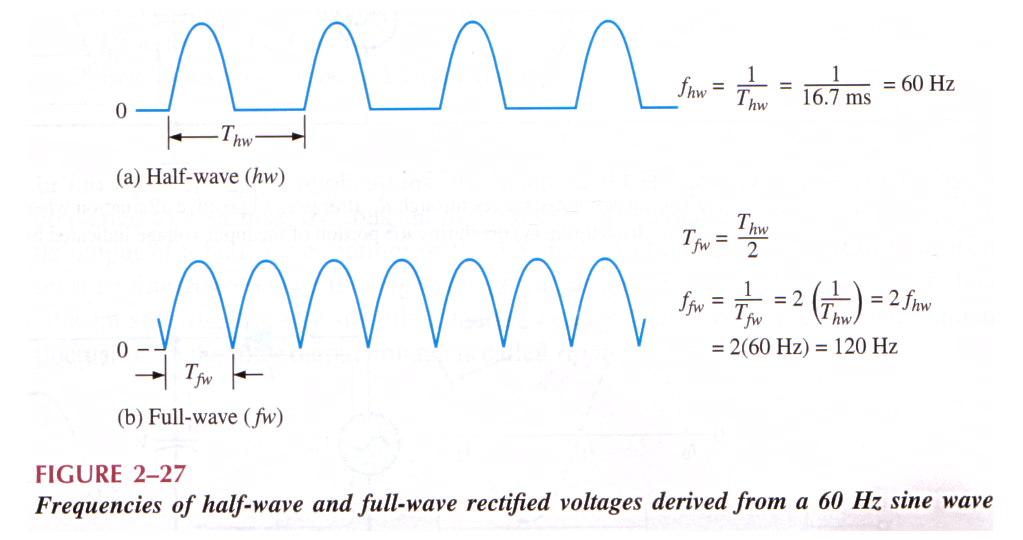 0
f_hw = 1/T_hw = 1/16.7 ms = 60 Hz
T_hw
(a) Half-wave (hw)
T_fw = T_hw/2
f_fw = 1/T_fw = 2 (1/T_hw) = 2 f_hw
= 2(60 Hz) = 120 Hz
0
T_fw
(b) Full-wave (fw)
FIGURE 2–27
Frequencies of half-wave and full-wave rectified voltages derived from a 60 Hz sine wave